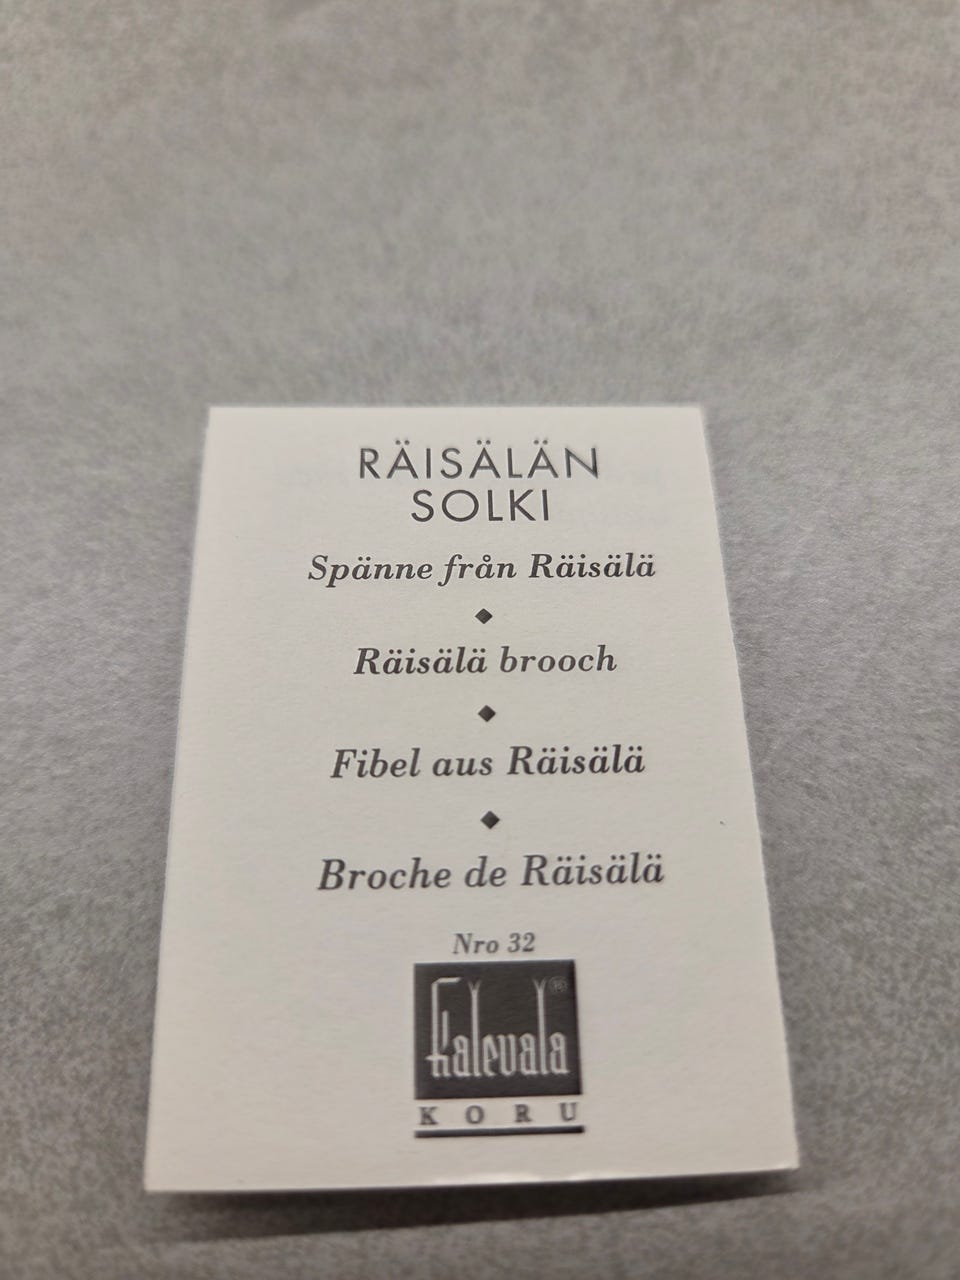 RÄISÄLÄN
SOLKI
Spänne från Räisälä
◆
Räisälä brooch
◆
Fibel aus Räisälä
◆
Broche de Räisälä
Nro 32
Kalevala ®
KORU